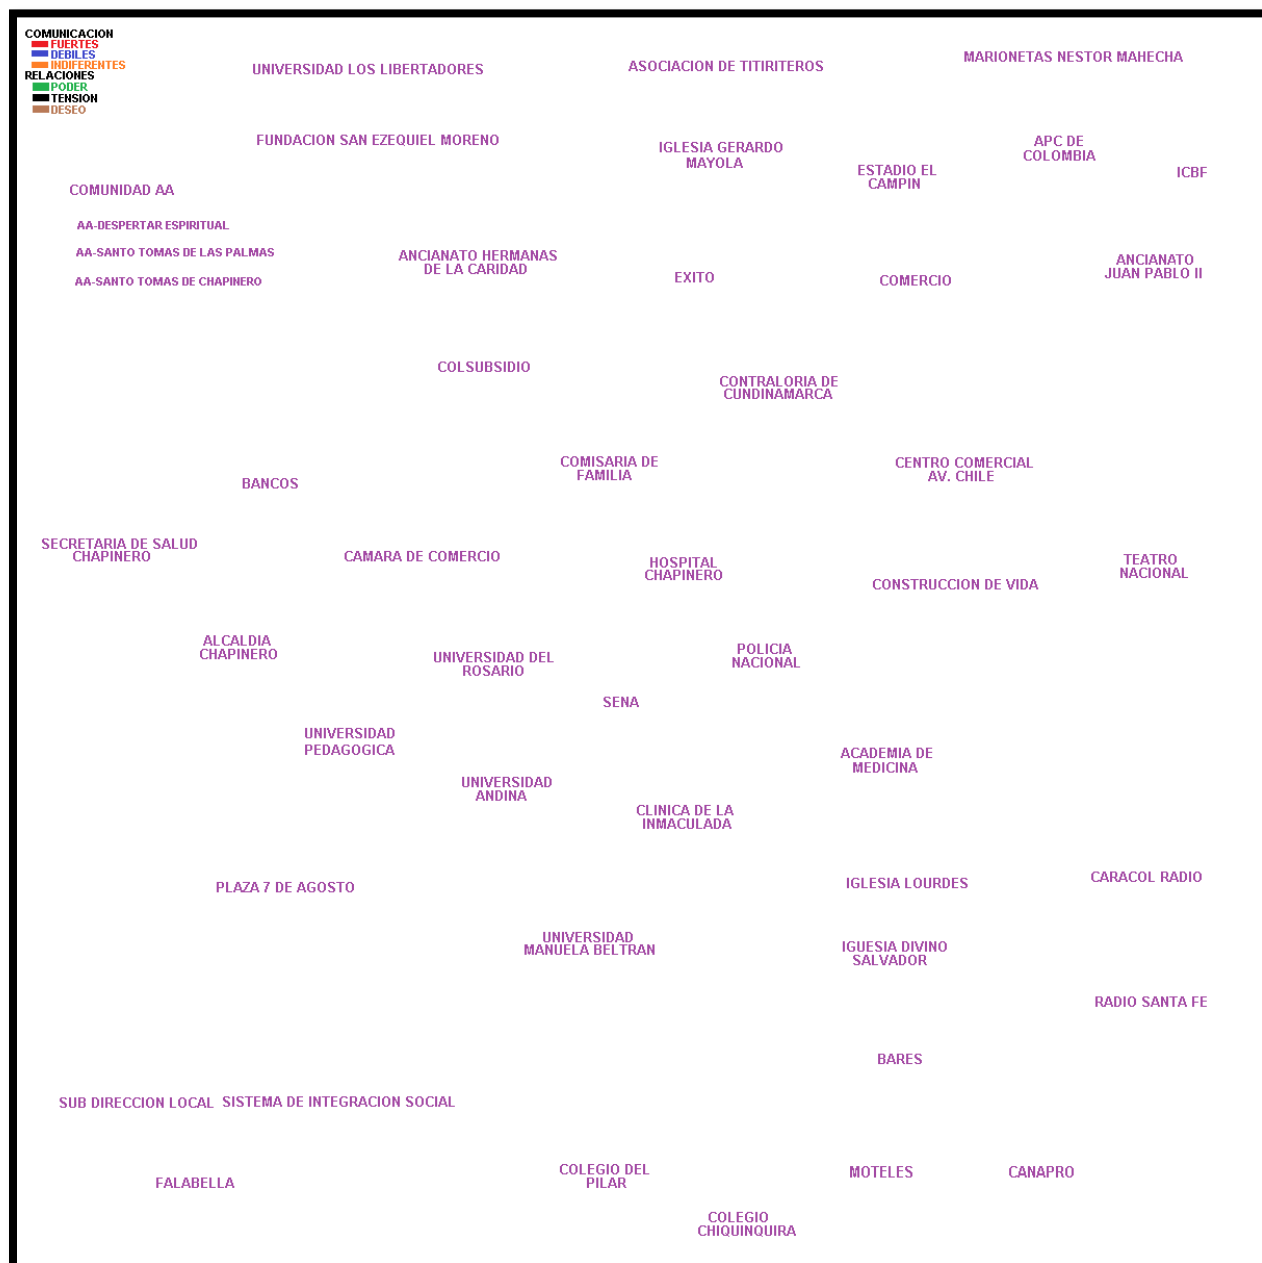 COMUNICACION
FUERTES
DEBILES
INDIFERENTES
RELACIONES
PODER
TENSION
DESEO
UNIVERSIDAD LOS LIBERTADORES
ASOCIACION DE TITIRITEROS
MARIONETAS NESTOR MAHECHA
FUNDACION SAN EZEQUIEL MORENO
IGLESIA GERARDO
MAYOLA
ESTADIO EL
CAMPIN
APC DE
COLOMBIA
ICBF
COMUNIDAD AA
AA-DESPERTAR ESPIRITUAL
AA-SANTO TOMAS DE LAS PALMAS
AA-SANTO TOMAS DE CHAPINERO
ANCIANATO HERMANAS
DE LA CARIDAD
EXITO
COMERCIO
ANCIANATO
JUAN PABLO II
COLSUBSIDIO
CONTRALORIA DE
CUNDINAMARCA
BANCOS
COMISARIA DE
FAMILIA
CENTRO COMERCIAL
AV. CHILE
SECRETARIA DE SALUD
CHAPINERO
CAMARA DE COMERCIO
HOSPITAL
CHAPINERO
CONSTRUCCION DE VIDA
TEATRO
NACIONAL
ALCALDIA
CHAPINERO
UNIVERSIDAD DEL
ROSARIO
POLICIA
NACIONAL
SENA
UNIVERSIDAD
PEDAGOGICA
UNIVERSIDAD
ANDINA
ACADEMIA DE
MEDICINA
CLINICA DE LA
INMACULADA
PLAZA 7 DE AGOSTO
IGLESIA LOURDES
CARACOL RADIO
UNIVERSIDAD
MANUELA BELTRAN
IGUESIA DIVINO
SALVADOR
RADIO SANTA FE
BARES
SUB DIRECCION LOCAL
SISTEMA DE INTEGRACION SOCIAL
FALABELLA
COLEGIO DEL
PILAR
MOTELES
CANAPRO
COLEGIO
CHIQUINQUIRA